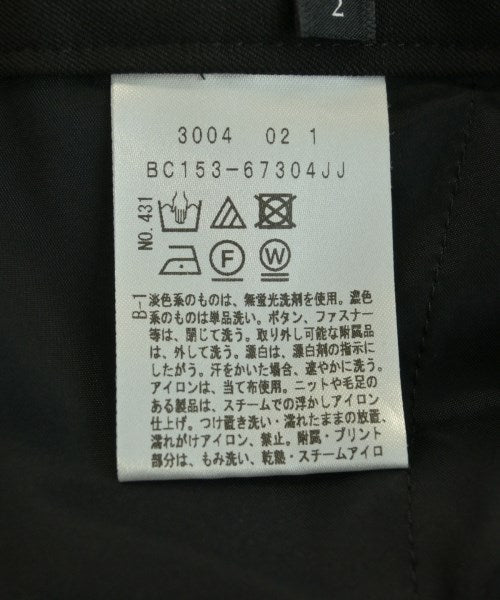 2
3004 02 1
BC153-67304JJ
NO. 431
F
W
B-1
淡色系のものは、無蛍光洗剤を使用。濃色
系のものは単品洗い。ボタン、ファスナー
等は、閉じて洗う。取り外し可能な附属品
は、外して洗う。漂白は、漂白剤の指示に
したがう。汗をかいた場合、速やかに洗う。
アイロンは、当て布使用。ニットや毛足の
ある製品は、スチームでの浮かしアイロン
仕上げ。つけ置き洗い・濡れたままの放置、
濡れがけアイロン、禁止。附属・プリント
部分は、もみ洗い、乾熱・スチームアイロ